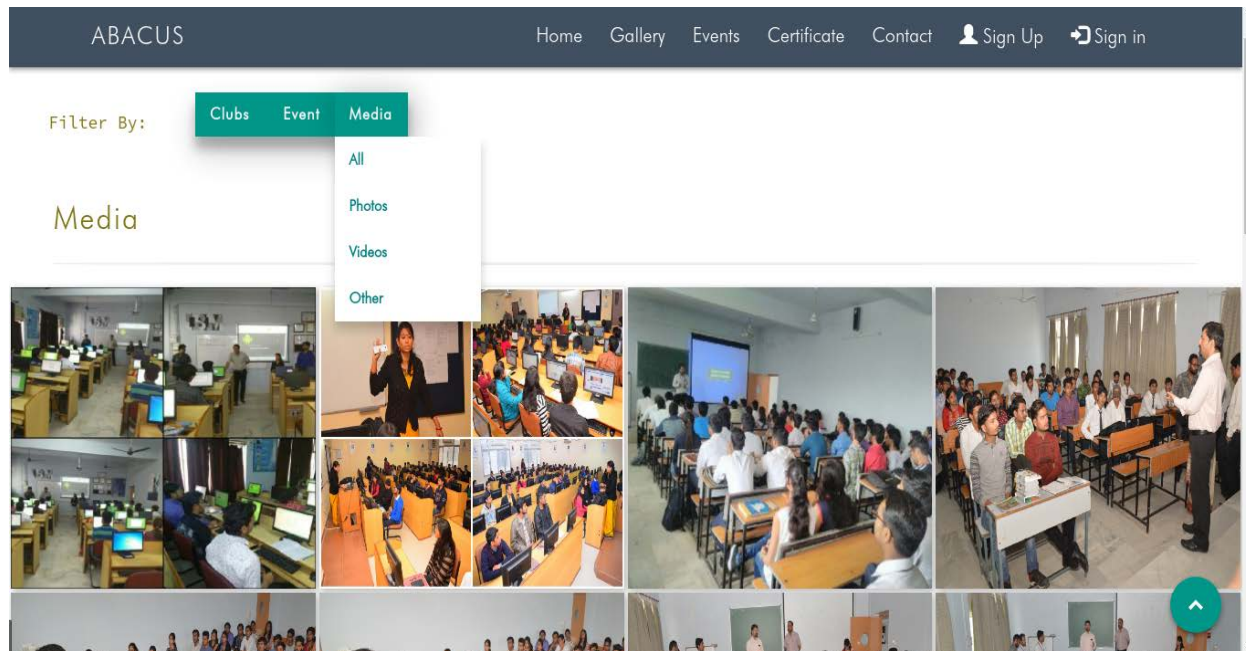 ABACUS Home Gallery Events Certificate Contact Sign Up Sign in
Filter By: Clubs Event Media
All
Photos
Videos
Other
Media